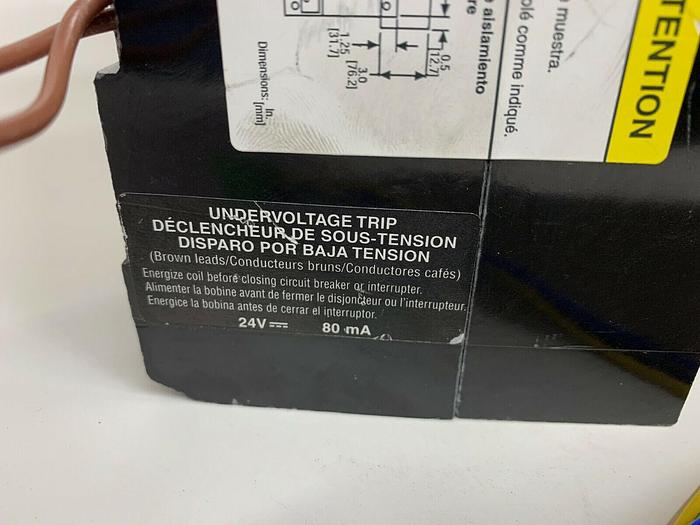 ATTENTION
e muestra.
olé comme indiqué.
e aislamiento
re
0.5
[12.7]
3.0
[76.2]
1.25
[31.7]
Dimensions: in.
[mm]
UNDERVOLTAGE TRIP
DÉCLENCHEUR DE SOUS-TENSION
DISPARO POR BAJA TENSION
(Brown leads/Conducteurs bruns/Conductores cafés)
Energize coil before closing circuit breaker or interrupter.
Alimenter la bobine avant de fermer le disjoncteur ou l'interrupteur.
Energice la bobina antes de cerrar el interruptor.
24V⎓ 80 mA